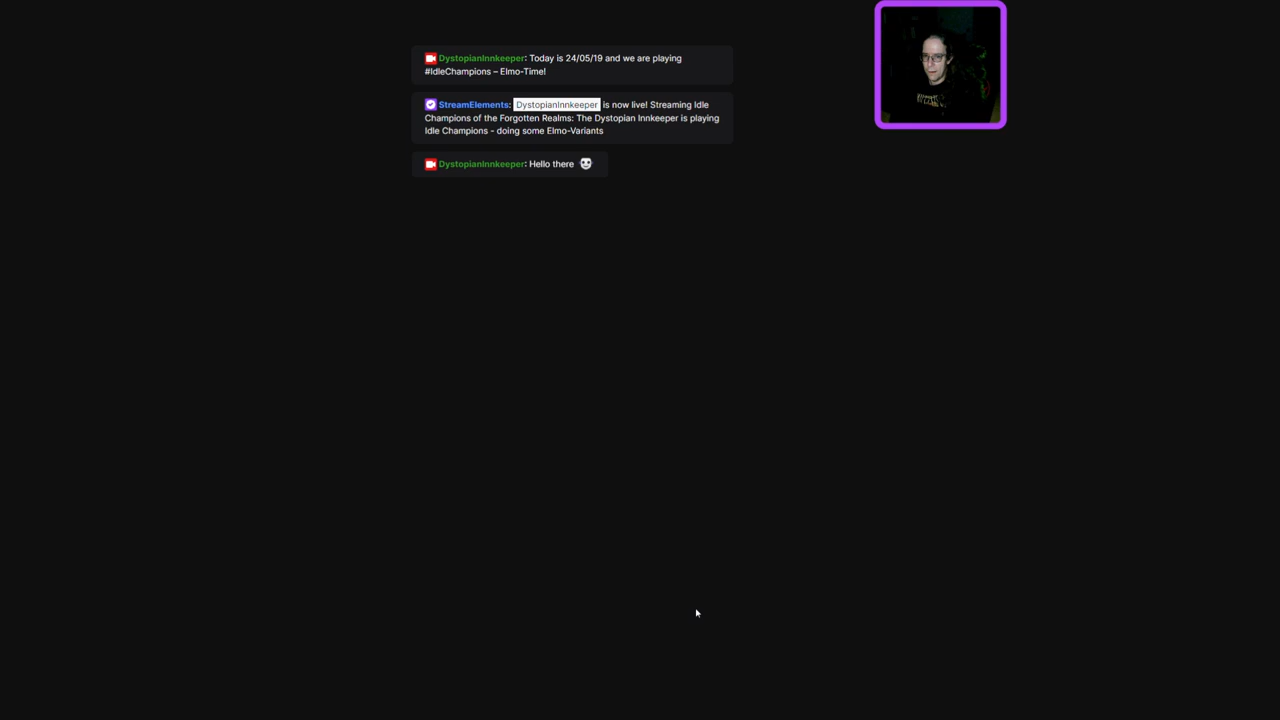 DystopianInnkeeper: Today is 24/05/19 and we are playing
#IdleChampions – Elmo-Time!
StreamElements: DystopianInnkeeper is now live! Streaming Idle
Champions of the Forgotten Realms: The Dystopian Innkeeper is playing
Idle Champions - doing some Elmo-Variants
DystopianInnkeeper: Hello there